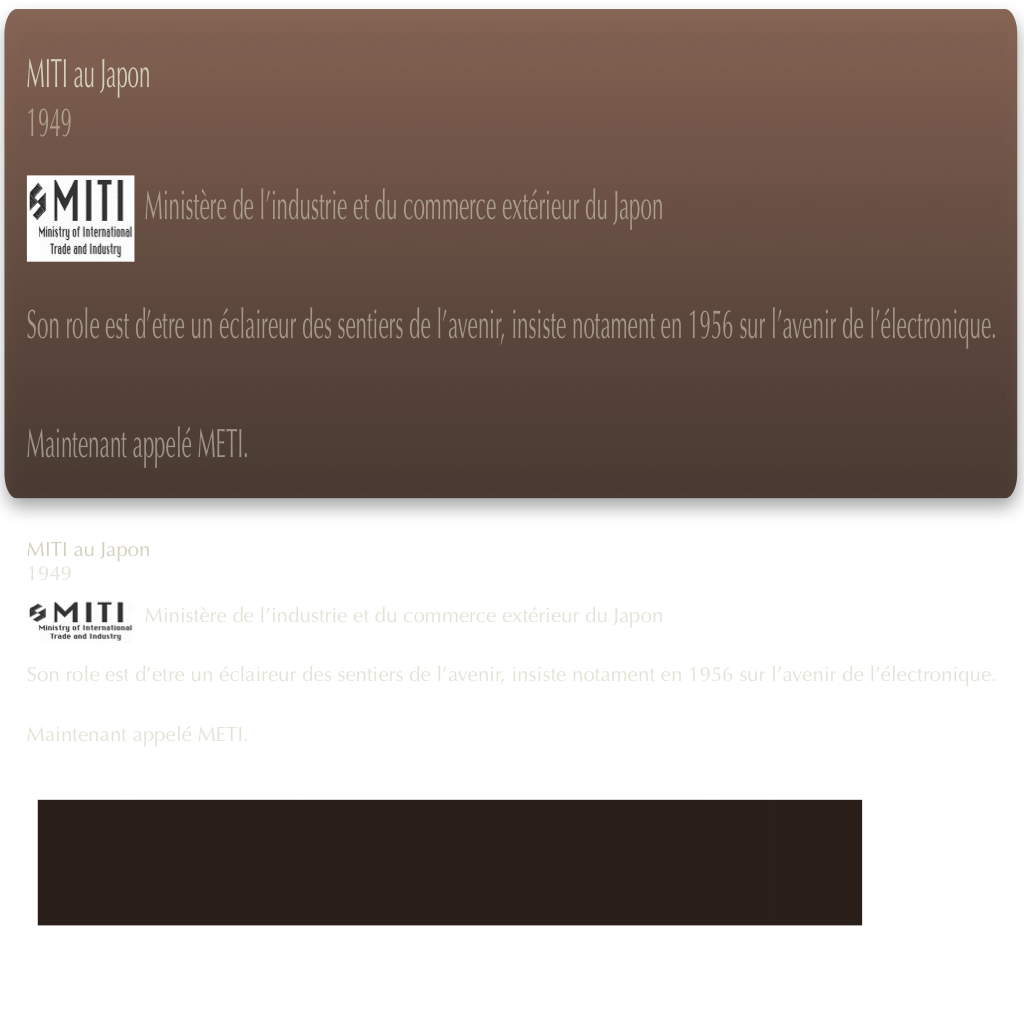 MITI au Japon
1949
MITI
Ministry of International
Trade and Industry
Ministère de l’industrie et du commerce extérieur du Japon
Son role est d’etre un éclaireur des sentiers de l’avenir, insiste notament en 1956 sur l’avenir de l’électronique.
Maintenant appelé METI.
MITI au Japon
1949
MITI
Ministry of International
Trade and Industry
Ministère de l’industrie et du commerce extérieur du Japon
Son role est d’etre un éclaireur des sentiers de l’avenir, insiste notament en 1956 sur l’avenir de l’électronique.
Maintenant appelé METI.